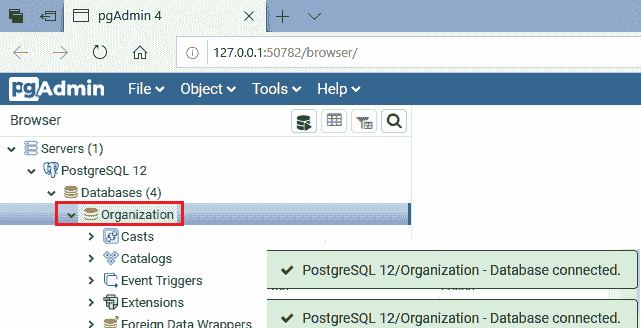 pgAdmin 4
127.0.0.1:50782/browser/
pgAdmin File Object Tools Help
Browser
Servers (1)
PostgreSQL 12
Databases (4)
Organization
Casts
Catalogs
Event Triggers
Extensions
Foreign Data Wrappers
PostgreSQL 12/Organization - Database connected.
PostgreSQL 12/Organization - Database connected.